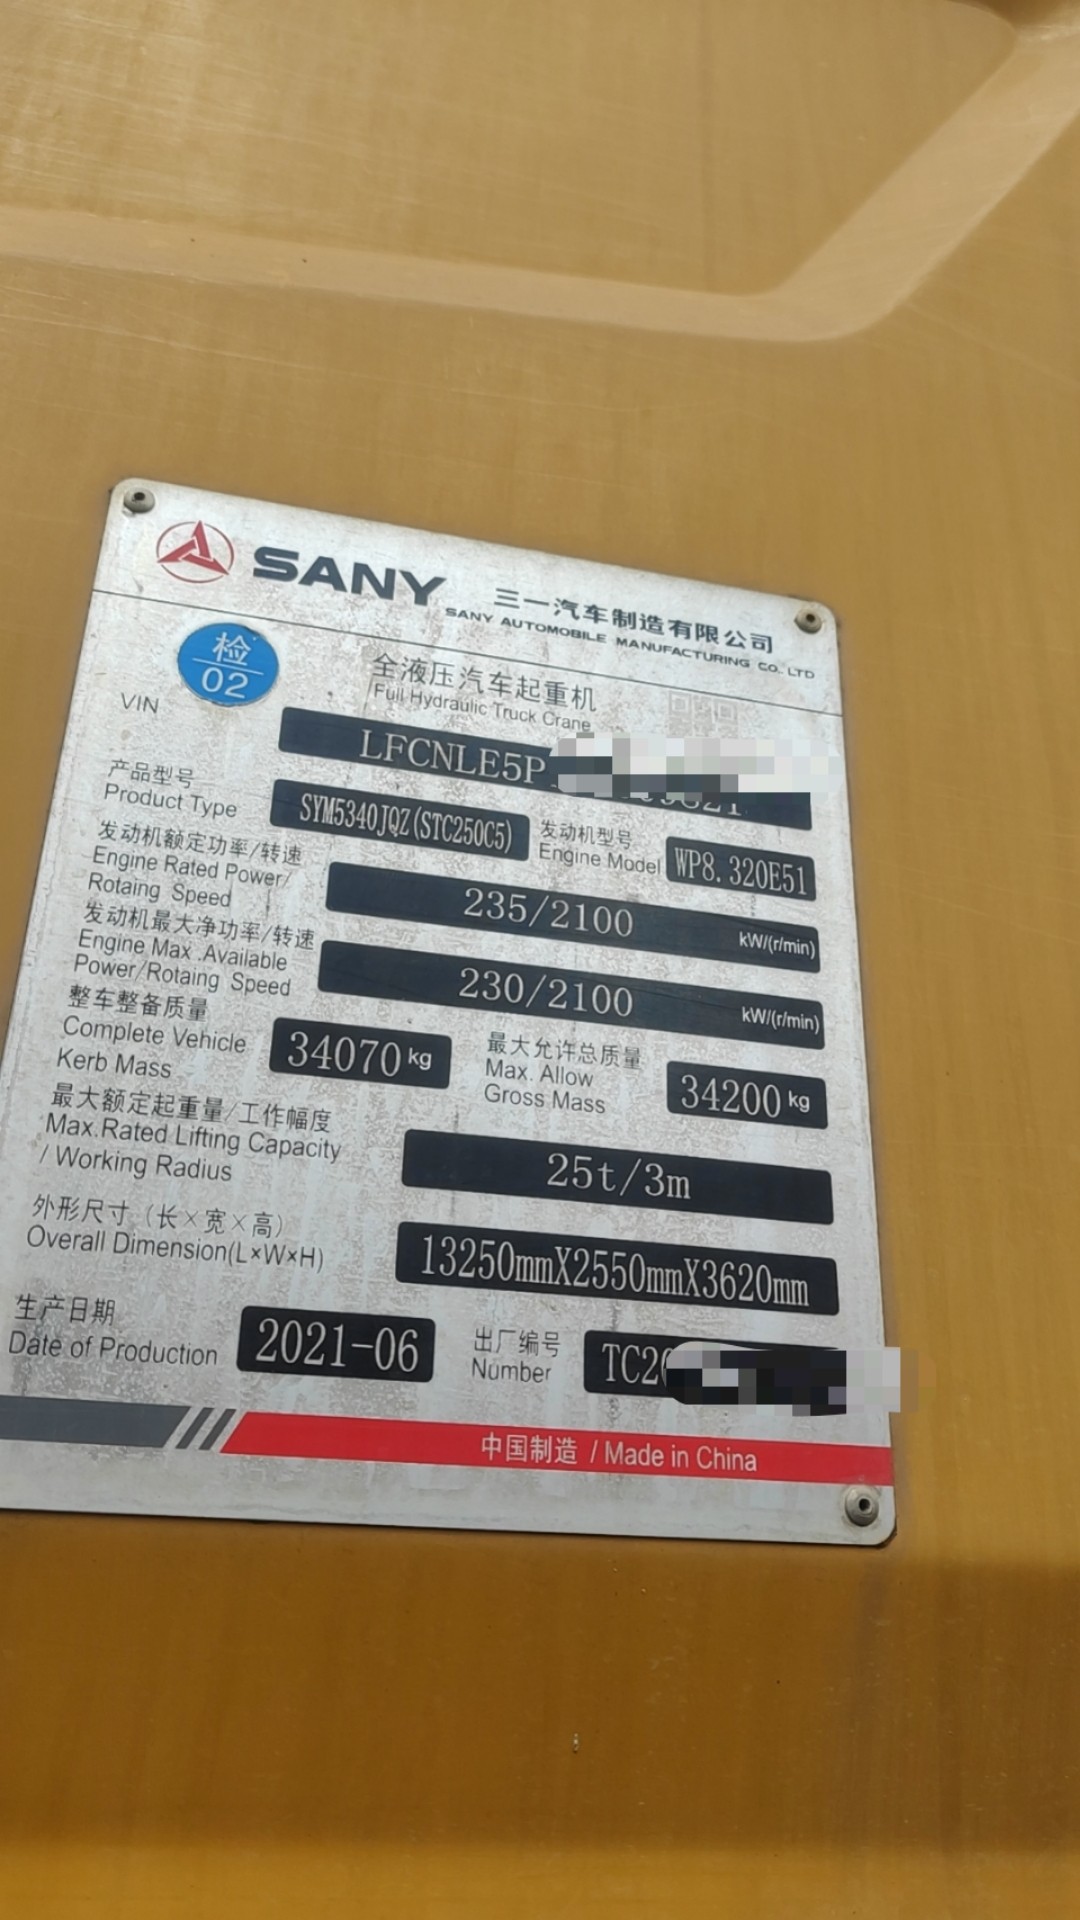 SANY
三一汽车制造有限公司
SANY AUTOMOBILE MANUFACTURING CO., LTD
检
02
全液压汽车起重机
Full Hydraulic Truck Crane
VIN
LFCNLE5P
产品型号
Product Type
SYM5340JQZ(STC250C5)
发动机型号
Engine Model
WP8.320E51
发动机额定功率/转速
Engine Rated Power/
Rotaing Speed
235/2100
kW/(r/min)
发动机最大净功率/转速
Engine Max .Available
Power/Rotaing Speed
230/2100
kW/(r/min)
整车整备质量
Complete Vehicle
Kerb Mass
34070 kg
最大允许总质量
Max. Allow
Gross Mass
34200 kg
最大额定起重量/工作幅度
Max.Rated Lifting Capacity
/ Working Radius
25t/3m
外形尺寸（长×宽×高）
Overall Dimension(L×W×H)
13250mmX2550mmX3620mm
生产日期
Date of Production
2021-06
出厂编号
Number
TC2
中国制造 / Made in China